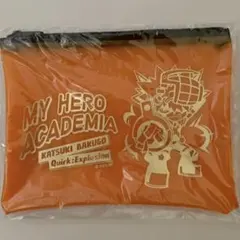 MY HERO
ACADEMIA
KATSUKI BAKUGO
Quirk:Explosion